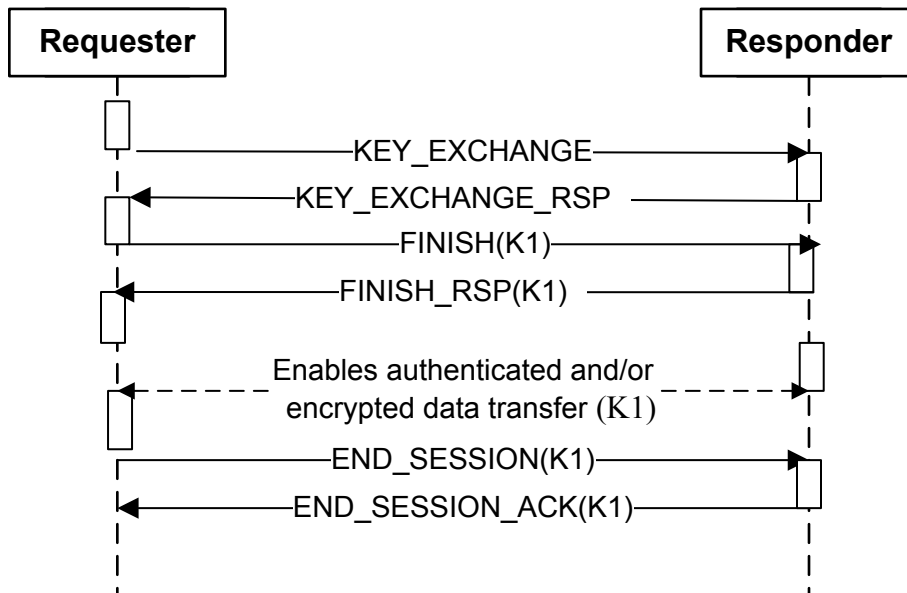 Requester
Responder
KEY_EXCHANGE
KEY_EXCHANGE_RSP
FINISH(K1)
FINISH_RSP(K1)
Enables authenticated and/or
encrypted data transfer (K1)
END_SESSION(K1)
END_SESSION_ACK(K1)